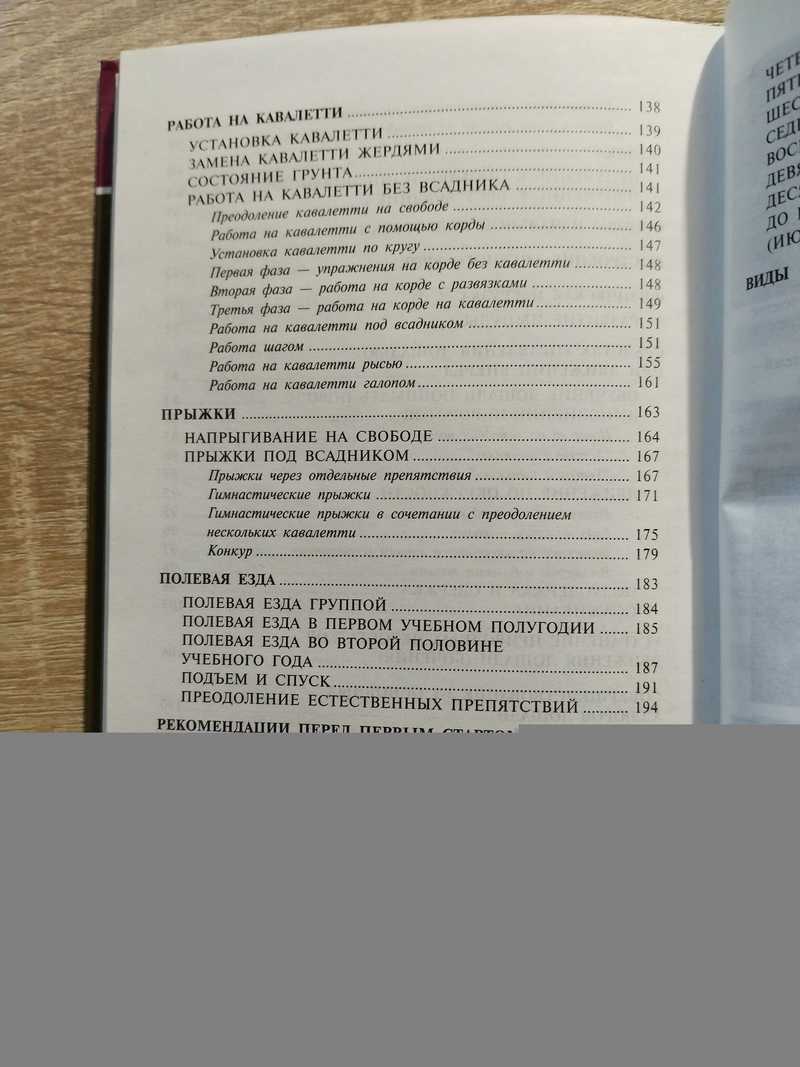 РАБОТА НА КАВАЛЕТТИ ........ 138
УСТАНОВКА КАВАЛЕТТИ ........ 139
ЗАМЕНА КАВАЛЕТТИ ЖЕРДЯМИ ........ 140
СОСТОЯНИЕ ГРУНТА ........ 141
РАБОТА НА КАВАЛЕТТИ БЕЗ ВСАДНИКА ........ 141
Преодоление кавалетти на свободе ........ 142
Работа на кавалетти с помощью корды ........ 146
Установка кавалетти по кругу ........ 147
Первая фаза — упражнения на корде без кавалетти ........ 148
Вторая фаза — работа на корде с развязками ........ 148
Третья фаза — работа на корде на кавалетти ........ 149
Работа на кавалетти под всадником ........ 151
Работа шагом ........ 151
Работа на кавалетти рысью ........ 155
Работа на кавалетти галопом ........ 161
ПРЫЖКИ ........ 163
НАПРЫГИВАНИЕ НА СВОБОДЕ ........ 164
ПРЫЖКИ ПОД ВСАДНИКОМ ........ 167
Прыжки через отдельные препятствия ........ 167
Гимнастические прыжки ........ 171
Гимнастические прыжки в сочетании с преодолением
нескольких кавалетти ........ 175
Конкур ........ 179
ПОЛЕВАЯ ЕЗДА ........ 183
ПОЛЕВАЯ ЕЗДА ГРУППОЙ ........ 184
ПОЛЕВАЯ ЕЗДА В ПЕРВОМ УЧЕБНОМ ПОЛУГОДИИ ...... 185
ПОЛЕВАЯ ЕЗДА ВО ВТОРОЙ ПОЛОВИНЕ
УЧЕБНОГО ГОДА ........ 187
ПОДЪЕМ И СПУСК ........ 191
ПРЕОДОЛЕНИЕ ЕСТЕСТВЕННЫХ ПРЕПЯТСТВИЙ ........ 194
РЕКОМЕНДАЦИИ ПЕРЕД ПЕРВЫМ
ДО
ВИДЫ